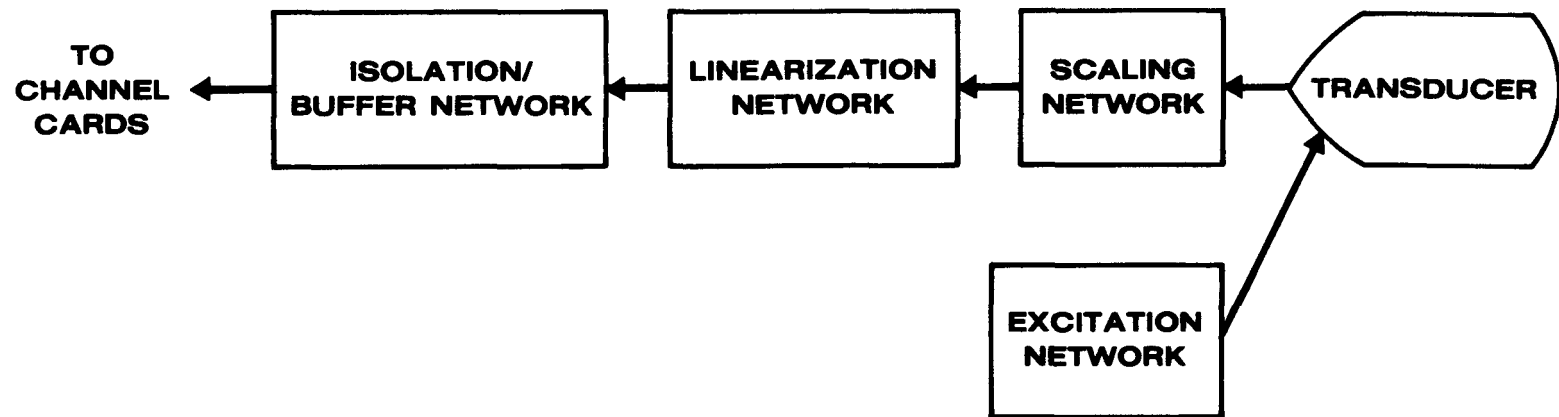 TO
CHANNEL
CARDS
ISOLATION/
BUFFER NETWORK
LINEARIZATION
NETWORK
SCALING
NETWORK
TRANSDUCER
EXCITATION
NETWORK